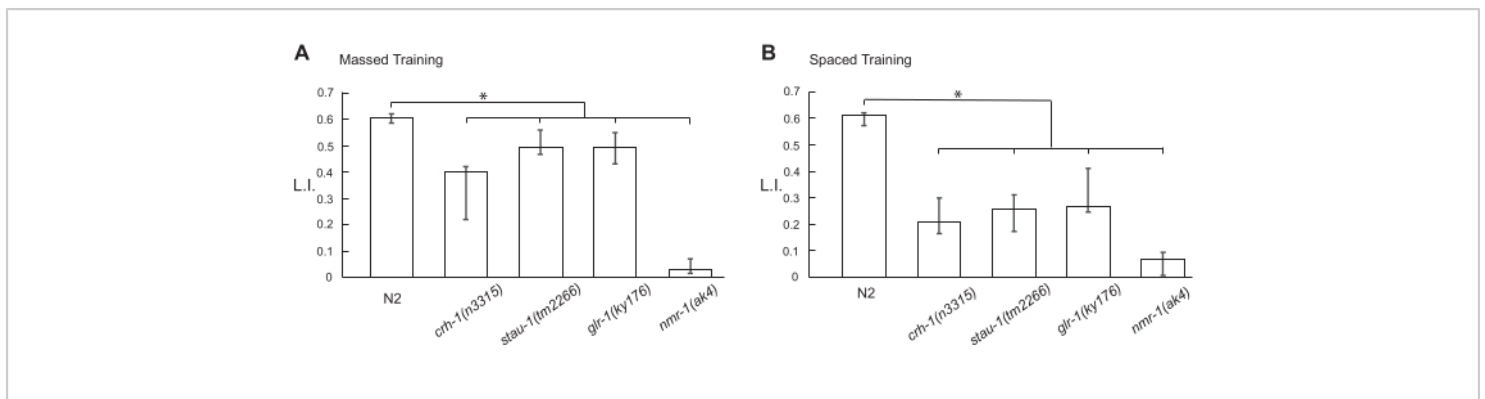 A Massed Training
0.7
*
0.6
0.5
L.I. 0.4
0.3
0.2
0.1
0
N2
crh-1(n3315)
stau-1(tm2266)
glr-1(ky176)
nmr-1(ak4)
B Spaced Training
0.7
*
0.6
0.5
L.I. 0.4
0.3
0.2
0.1
0
N2
crh-1(n3315)
stau-1(tm2266)
glr-1(ky176)
nmr-1(ak4)